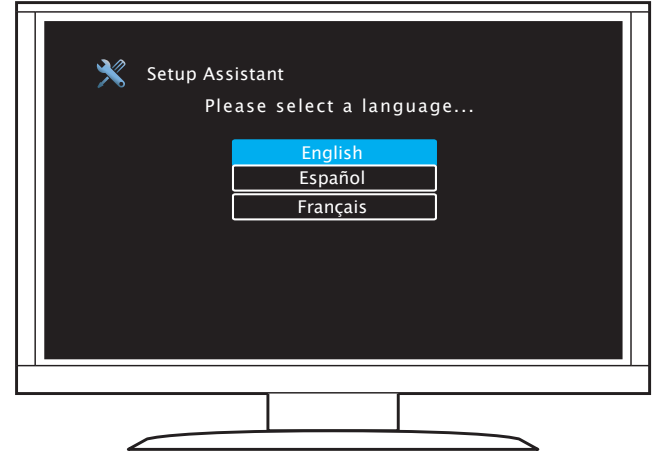 Setup Assistant
Please select a language...
English
Español
Français